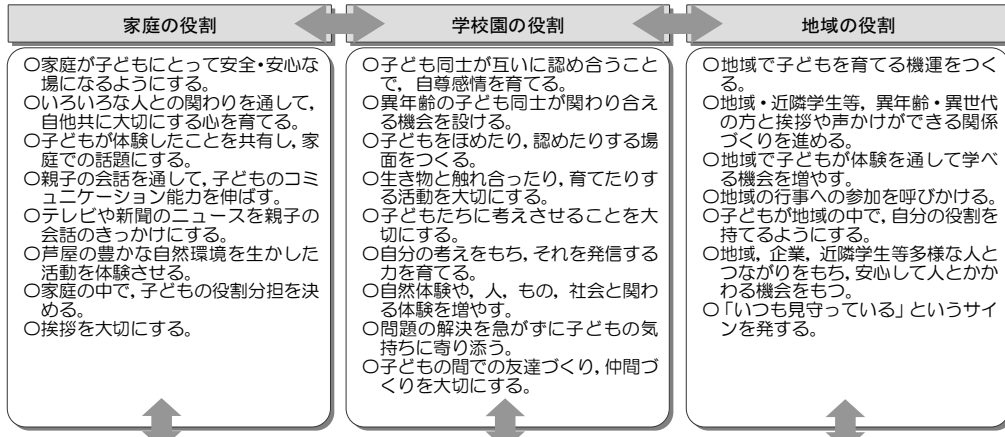 家庭の役割
○家庭が子どもにとって安全・安心な
場になるようにする。
○いろいろな人との関わりを通して,
自他共に大切にする心を育てる。
○子どもが体験したことを共有し,家
庭での話題にする。
○親子の会話を通して,子どものコミ
ュニケーション能力を伸ばす。
○テレビや新聞のニュースを親子の
会話のきっかけにする。
○芦屋の豊かな自然環境を生かした
活動を体験させる。
○家庭の中で,子どもの役割分担を決
める。
○挨拶を大切にする。
学校園の役割
○子ども同士が互いに認め合うこと
で,自尊感情を育てる。
○異年齢の子ども同士が関わり合え
る機会を設ける。
○子どもをほめたり,認めたりする場
面をつくる。
○生き物と触れ合ったり,育てたりす
る活動を大切にする。
○子どもたちに考えさせることを大
切にする。
○自分の考えをもち,それを発信する
力を育てる。
○自然体験や,人,もの,社会と関わ
る体験を増やす。
○問題の解決を急がずに子どもの気
持ちに寄り添う。
○子どもの間での友達づくり,仲間づ
くりを大切にする。
地域の役割
○地域で子どもを育てる機運をつく
る。
○地域・近隣学生等,異年齢・異世代
の方と挨拶や声かけができる関係
づくりを進める。
○地域で子どもが体験を通して学べ
る機会を増やす。
○地域の行事への参加を呼びかける。
○子どもが地域の中で,自分の役割を
持てるようにする。
○地域,企業,近隣学生等多様な人と
つながりをもち,安心して人とかか
わる機会をもつ。
○「いつも見守っている」というサイ
ンを発する。